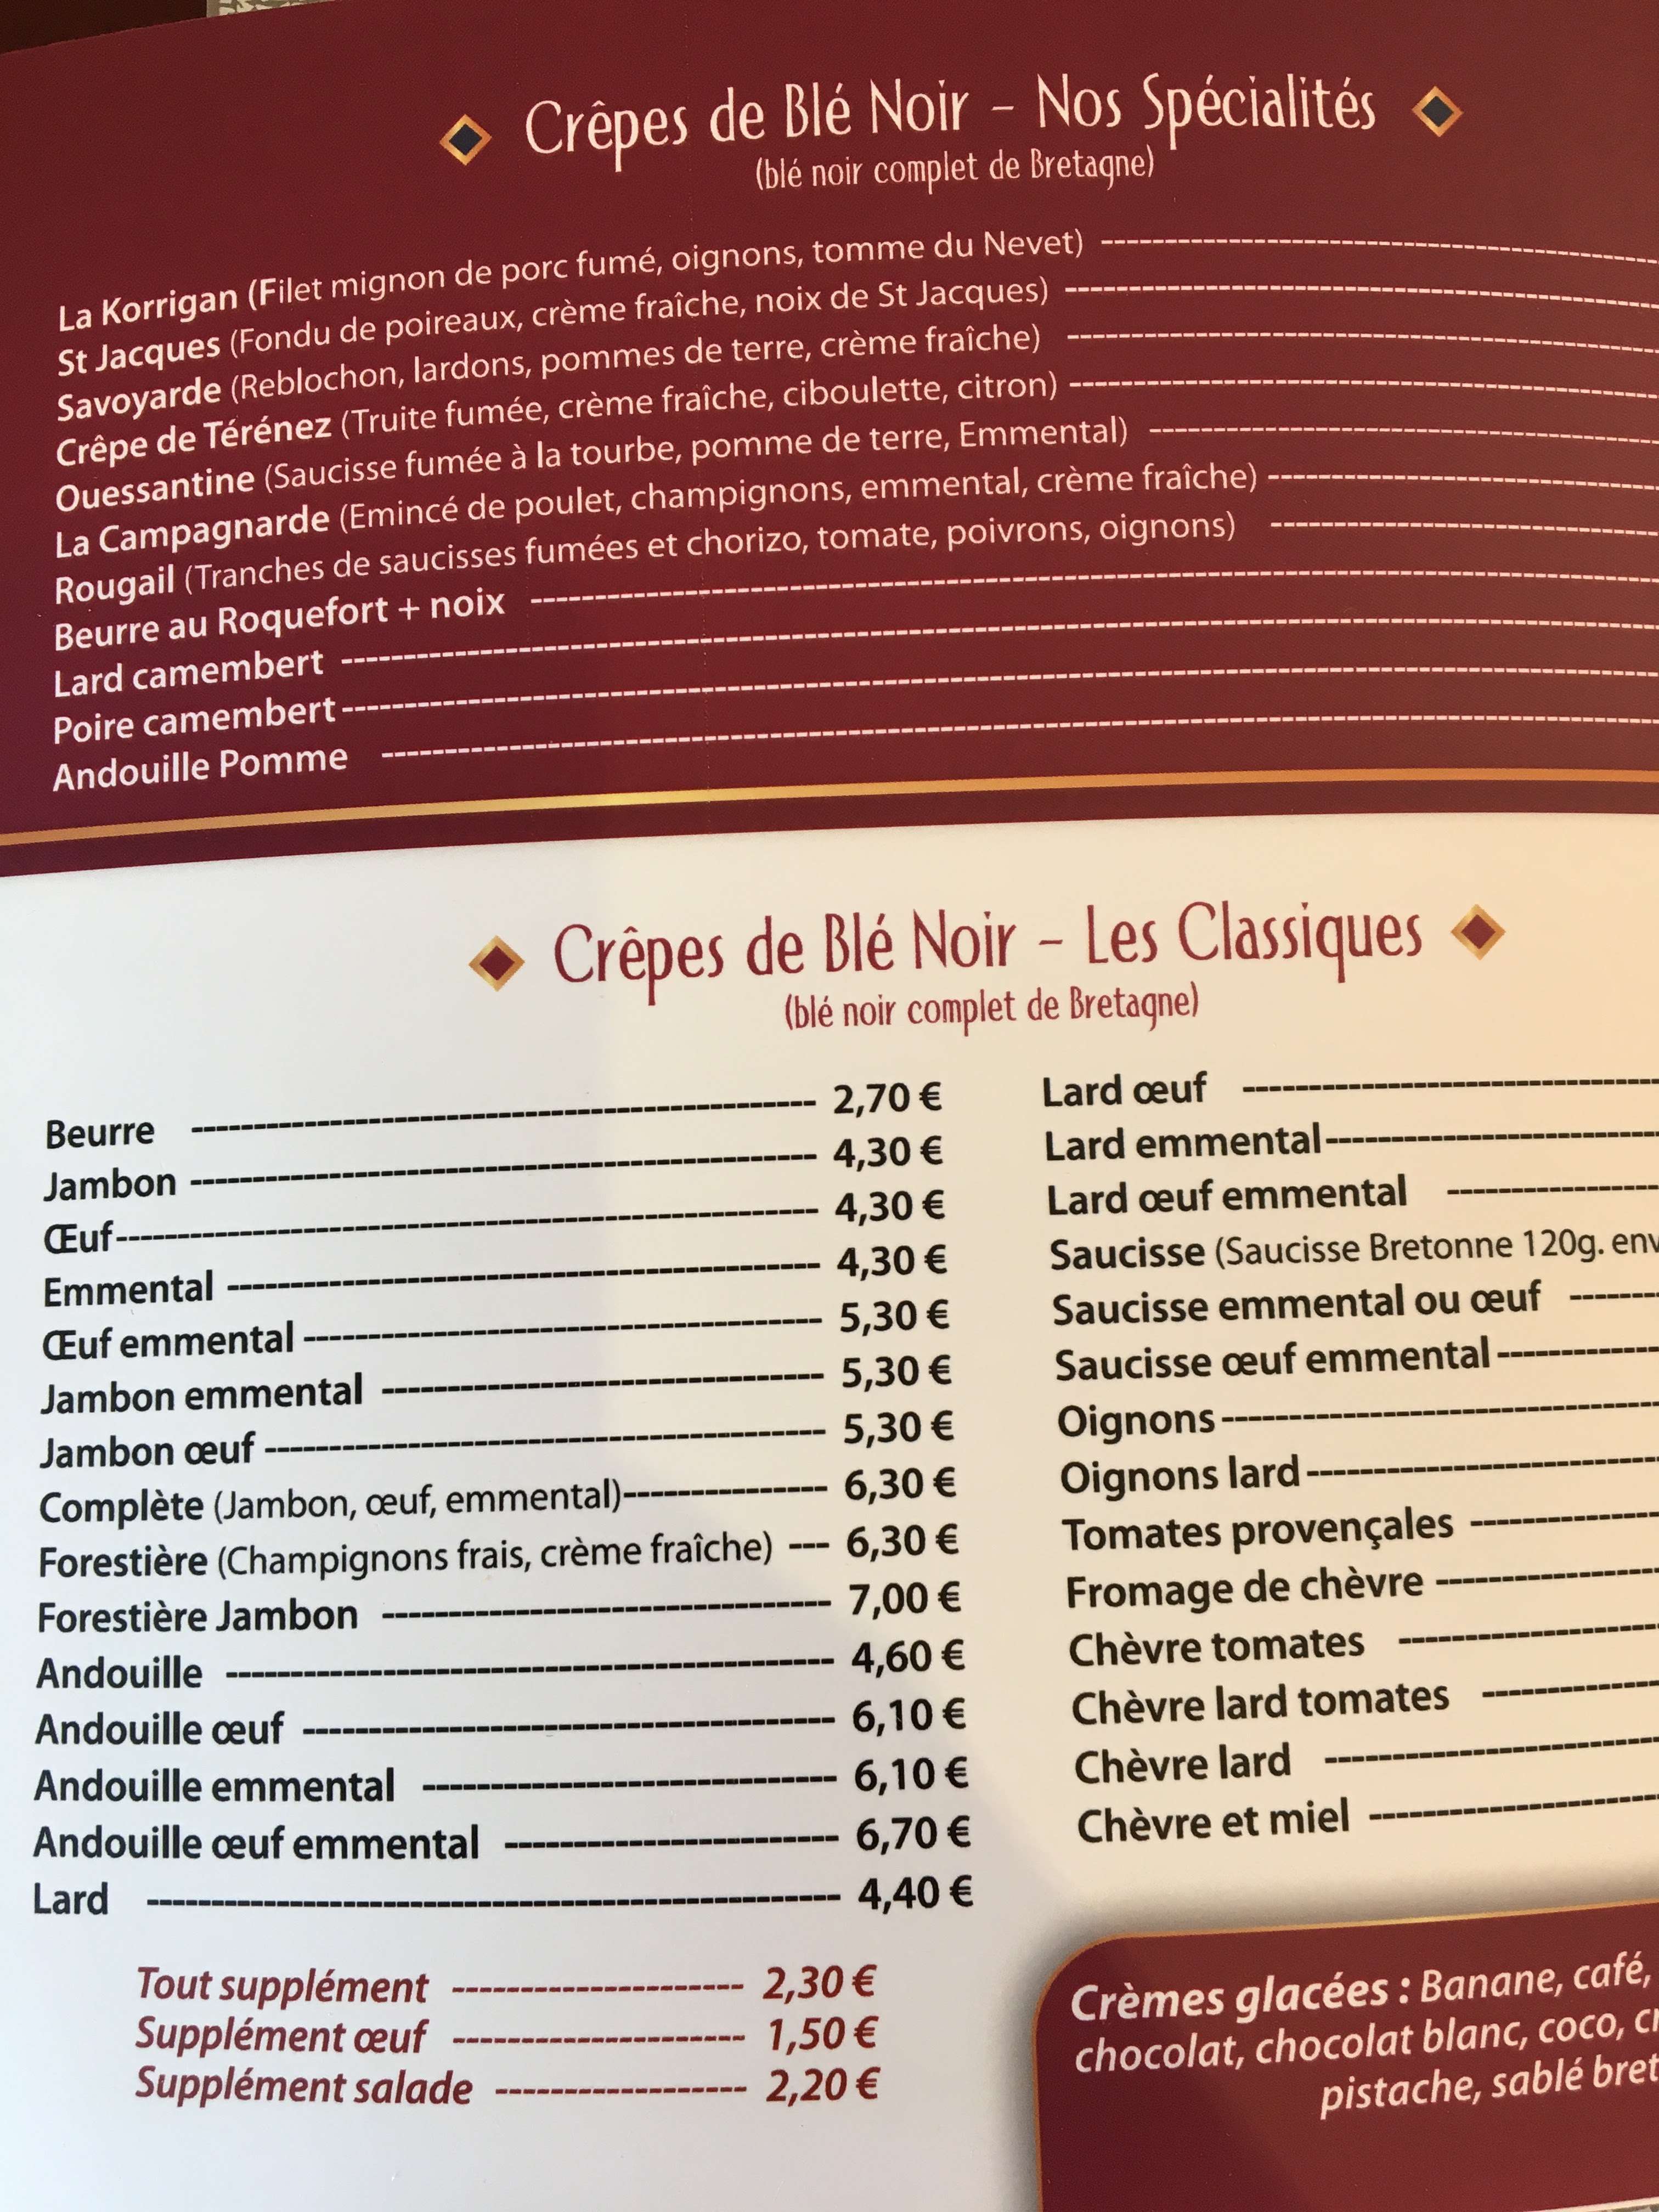 Crêpes de Blé Noir - Nos Spécialités
(blé noir complet de Bretagne)
La Korrigan (Filet mignon de porc fumé, oignons, tomme du Nevet)
St Jacques (Fondu de poireaux, crème fraîche, noix de St Jacques)
Savoyarde (Reblochon, lardons, pommes de terre, crème fraîche)
Crêpe de Térénez (Truite fumée, crème fraîche, ciboulette, citron)
Ouessantine (Saucisse fumée à la tourbe, pomme de terre, Emmental)
La Campagnarde (Emincé de poulet, champignons, emmental, crème fraîche)
Rougail (Tranches de saucisses fumées et chorizo, tomate, poivrons, oignons)
Beurre au Roquefort + noix
Lard camembert
Poire camembert
Andouille Pomme
Crêpes de Blé Noir - Les Classiques
(blé noir complet de Bretagne)
Beurre 2,70 €
Jambon 4,30 €
Œuf 4,30 €
Emmental 4,30 €
Œuf emmental 5,30 €
Jambon emmental 5,30 €
Jambon œuf 5,30 €
Complète (Jambon, œuf, emmental) 6,30 €
Forestière (Champignons frais, crème fraîche) 6,30 €
Forestière Jambon 7,00 €
Andouille 4,60 €
Andouille œuf 6,10 €
Andouille emmental 6,10 €
Andouille œuf emmental 6,70 €
Lard 4,40 €
Tout supplément 2,30 €
Supplément œuf 1,50 €
Supplément salade 2,20 €
Lard œuf
Lard emmental
Lard œuf emmental
Saucisse (Saucisse Bretonne 120g. env
Saucisse emmental ou œuf
Saucisse œuf emmental
Oignons
Oignons lard
Tomates provençales
Fromage de chèvre
Chèvre tomates
Chèvre lard tomates
Chèvre lard
Chèvre et miel
Crèmes glacées : Banane, café,
chocolat, chocolat blanc, coco,
pistache, sablé bret